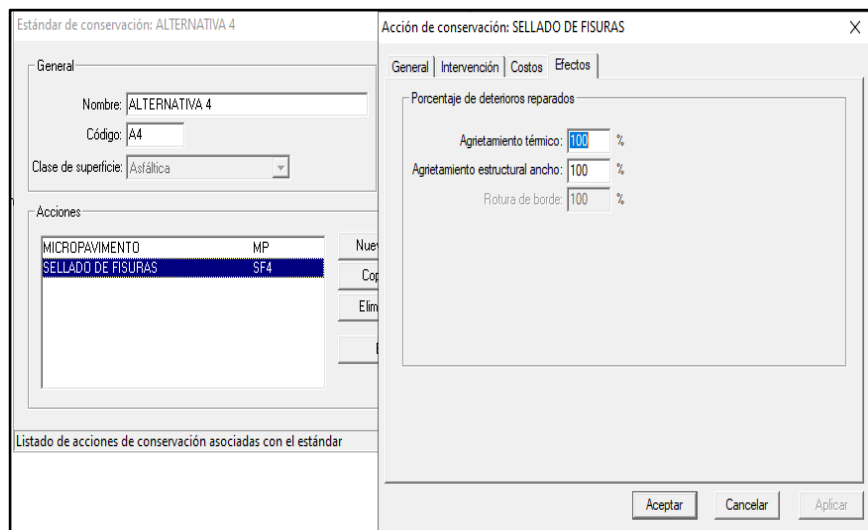 Estándar de conservación: ALTERNATIVA 4
General
Nombre: ALTERNATIVA 4
Código: A4
Clase de superficie: Asfáltica
Acciones
MICROPAVIMENTO MP
SELLADO DE FISURAS SF4
Nue
Cop
Elim
Listado de acciones de conservación asociadas con el estándar
Acción de conservación: SELLADO DE FISURAS X
General Intervención Costos Efectos
Porcentaje de deterioros reparados
Agrietamiento térmico: 100 %
Agrietamiento estructural ancho: 100 %
Rotura de borde: 100 %
Aceptar Cancelar Aplicar